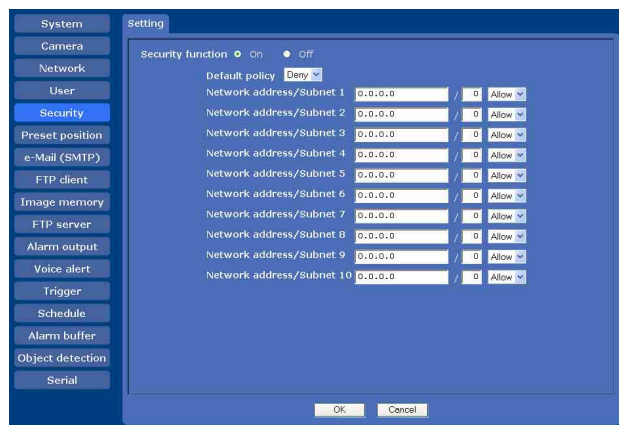 System
Camera
Network
User
Security
Preset position
e-Mail (SMTP)
FTP client
Image memory
FTP server
Alarm output
Voice alert
Trigger
Schedule
Alarm buffer
Object detection
Serial
Setting
Security function On Off
Default policy Deny
Network address/Subnet 1 0.0.0.0 / 0 Allow
Network address/Subnet 2 0.0.0.0 / 0 Allow
Network address/Subnet 3 0.0.0.0 / 0 Allow
Network address/Subnet 4 0.0.0.0 / 0 Allow
Network address/Subnet 5 0.0.0.0 / 0 Allow
Network address/Subnet 6 0.0.0.0 / 0 Allow
Network address/Subnet 7 0.0.0.0 / 0 Allow
Network address/Subnet 8 0.0.0.0 / 0 Allow
Network address/Subnet 9 0.0.0.0 / 0 Allow
Network address/Subnet 10 0.0.0.0 / 0 Allow
OK Cancel